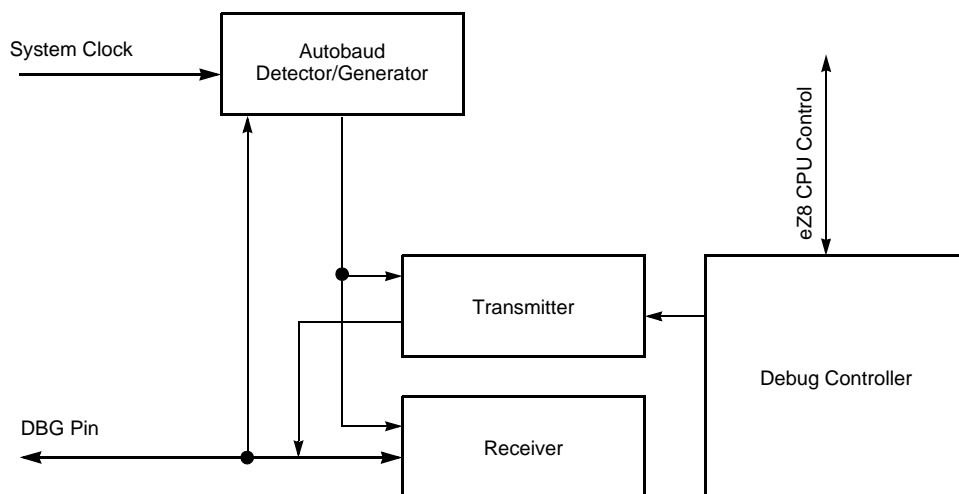 System Clock
Autobaud
Detector/Generator
eZ8 CPU Control
Transmitter
Debug Controller
DBG Pin
Receiver